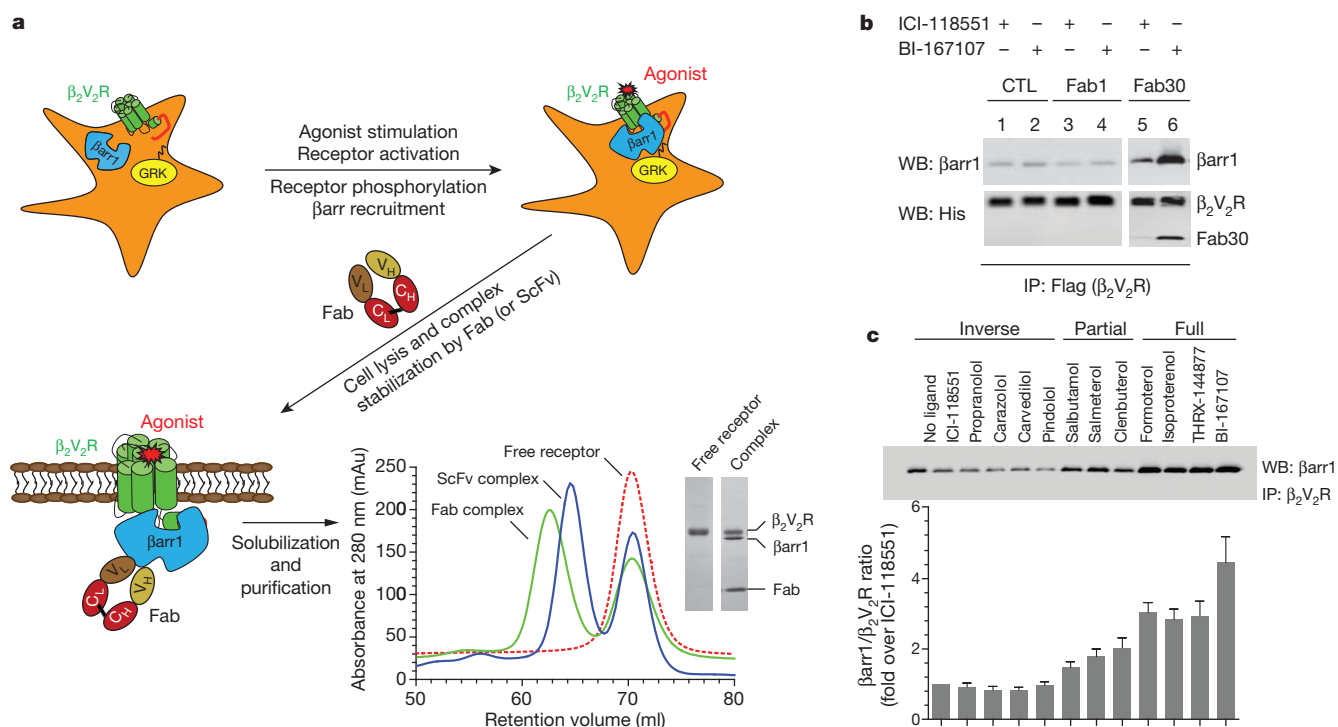 a
β2V2R
βarr1
GRK
Agonist stimulation
Receptor activation
Receptor phosphorylation
βarr recruitment
Agonist
β2V2R
βarr1
GRK
VL
VH
CL
CH
Fab
Cell lysis and complex
stabilization by Fab (or ScFv)
Agonist
β2V2R
βarr1
VL
VH
CL
CH
Fab
Solubilization
and
purification
Absorbance at 280 nm (mAu)
250
200
150
100
50
0
50
60
70
80
Retention volume (ml)
Free receptor
ScFv complex
Fab complex
Free receptor
Complex
β2V2R
βarr1
Fab
b
ICI-118551 + – + – + –
BI-167107 – + – + – +
CTL Fab1 Fab30
1 2 3 4 5 6
WB: βarr1
βarr1
WB: His
β2V2R
Fab30
IP: Flag (β2V2R)
c
Inverse Partial Full
No ligand
ICI-118551
Propranolol
Carazolol
Carvedilol
Pindolol
Salbutamol
Salmeterol
Clenbuterol
Formoterol
Isoproterenol
THRX-144877
BI-167107
WB: βarr1
IP: β2V2R
βarr1/β2V2R ratio
(fold over ICI-118551)
6
4
2
0